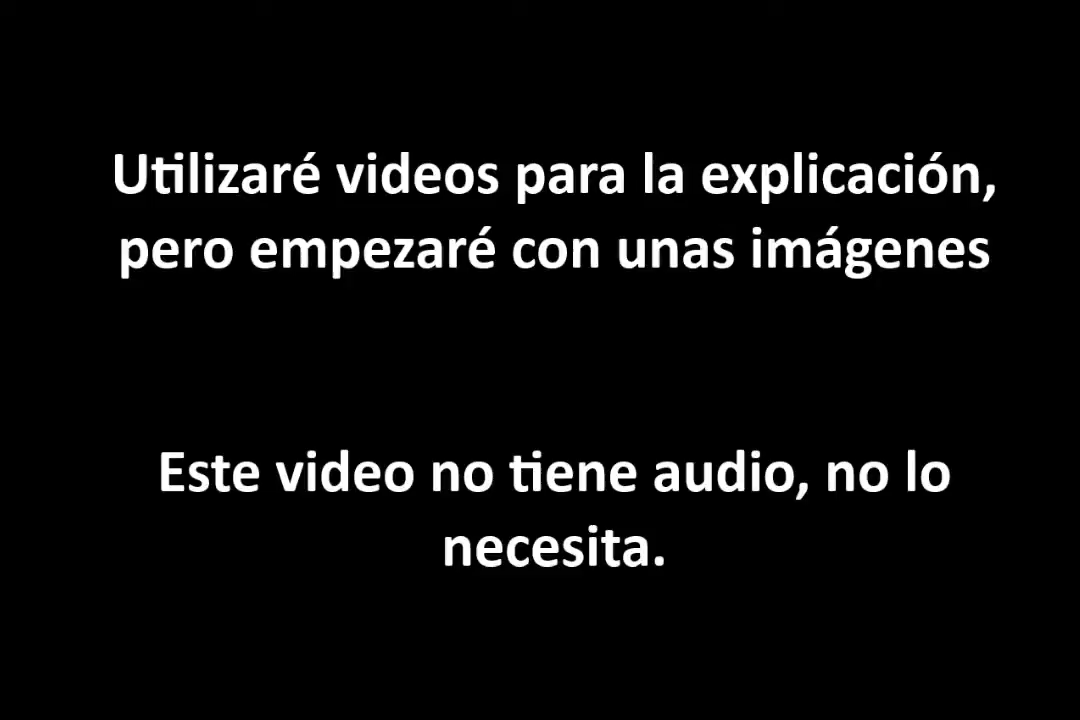 Utilizaré videos para la explicación,
pero empezaré con unas imágenes
Este video no tiene audio, no lo
necesita.